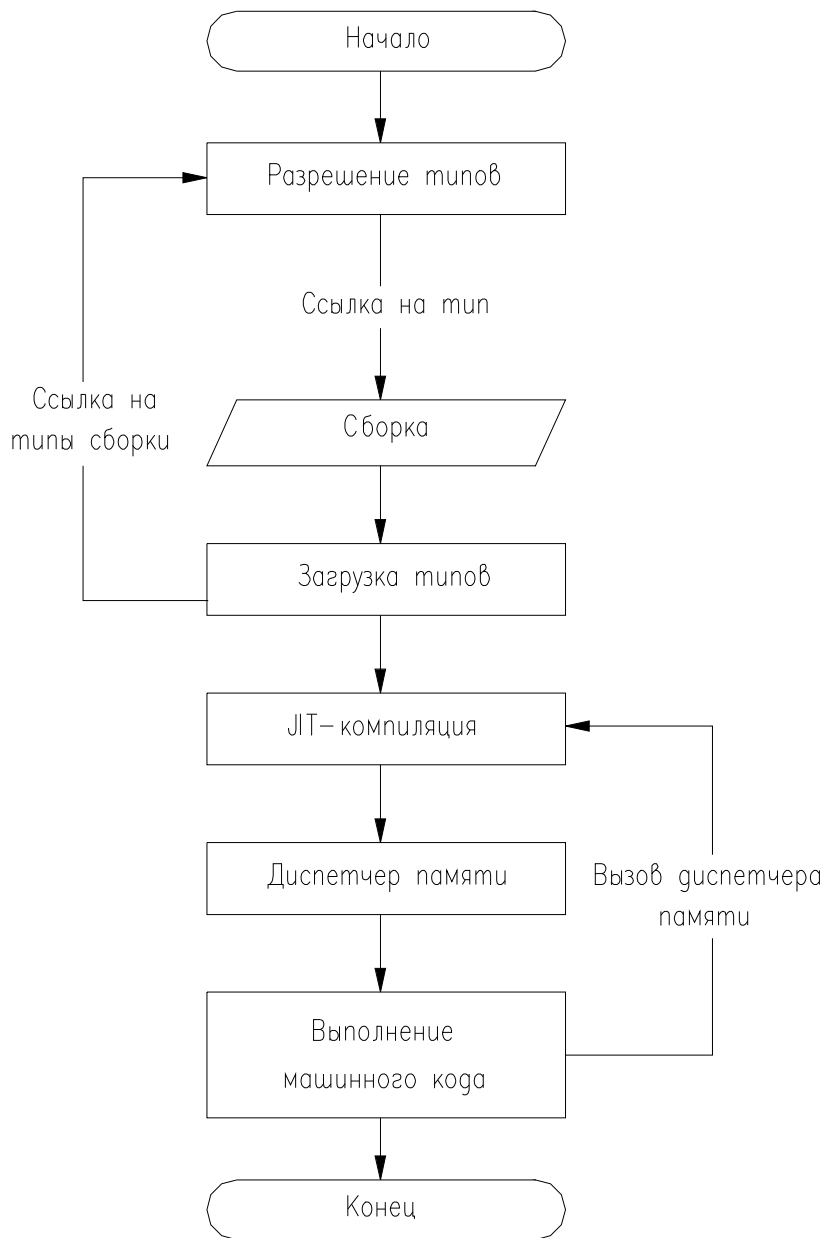 Начало
Разрешение типов
Ссылка на тип
Ссылка на
типы сборки
Сборка
Загрузка типов
JIT-компиляция
Диспетчер памяти
Вызов диспетчера
памяти
Выполнение
машинного кода
Конец